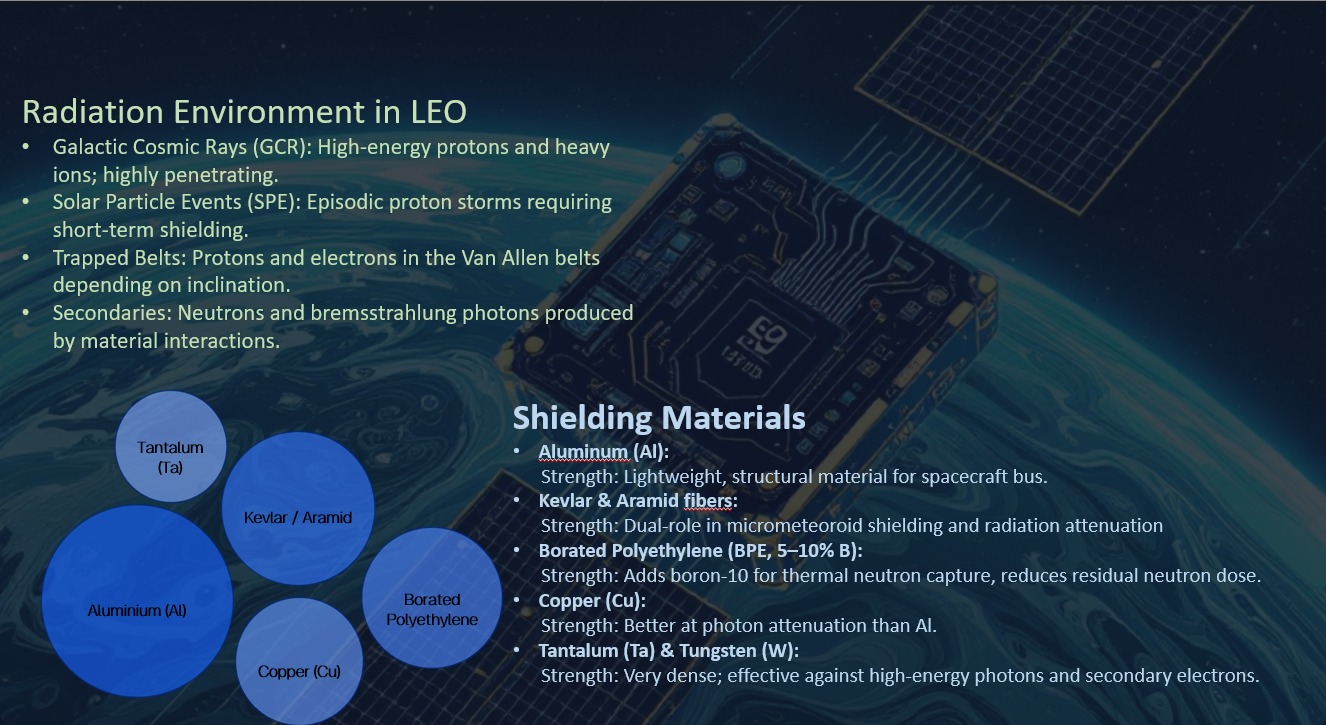 Radiation Environment in LEO
• Galactic Cosmic Rays (GCR): High-energy protons and heavy
ions; highly penetrating.
• Solar Particle Events (SPE): Episodic proton storms requiring
short-term shielding.
• Trapped Belts: Protons and electrons in the Van Allen belts
depending on inclination.
• Secondaries: Neutrons and bremsstrahlung photons produced
by material interactions.
Tantalum
(Ta)
Kevlar / Aramid
Aluminium (Al)
Borated
Polyethylene
Copper (Cu)
Shielding Materials
• Aluminum (Al):
Strength: Lightweight, structural material for spacecraft bus.
• Kevlar & Aramid fibers:
Strength: Dual-role in micrometeoroid shielding and radiation attenuation
• Borated Polyethylene (BPE, 5–10% B):
Strength: Adds boron-10 for thermal neutron capture, reduces residual neutron dose.
• Copper (Cu):
Strength: Better at photon attenuation than Al.
• Tantalum (Ta) & Tungsten (W):
Strength: Very dense; effective against high-energy photons and secondary electrons.